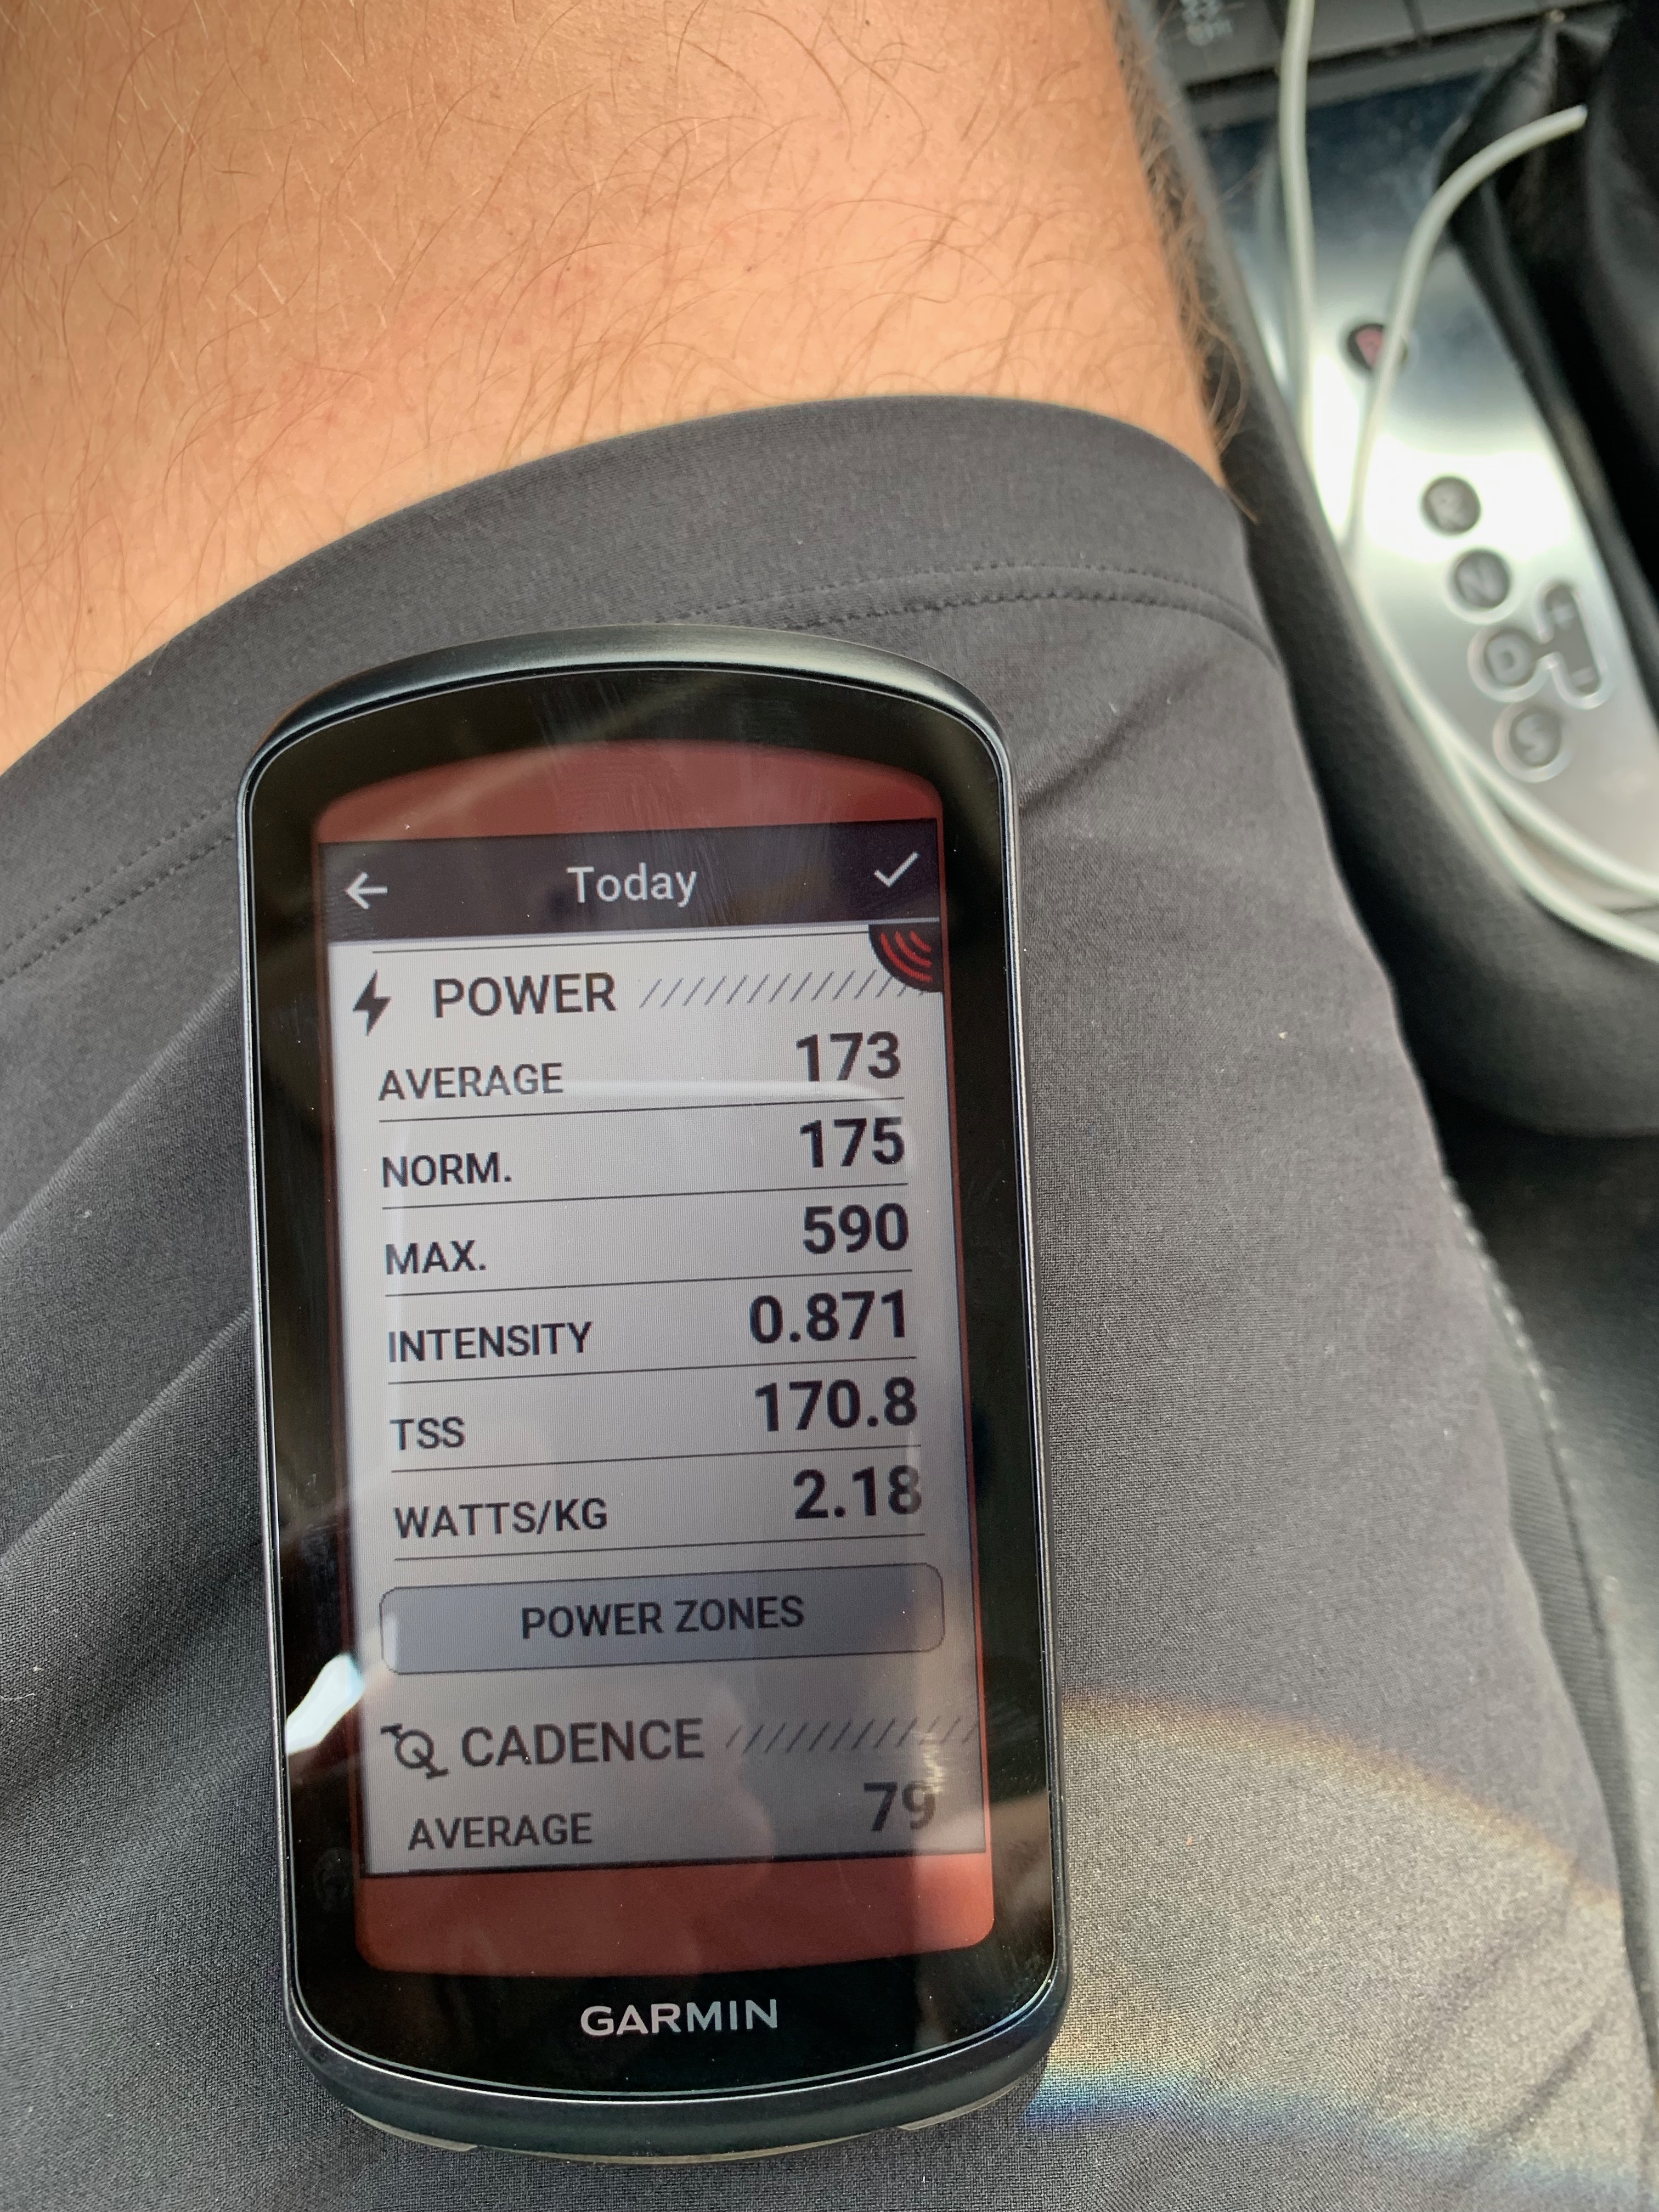 P
R
N
D
S
+
-
Today
POWER
AVERAGE 173
NORM. 175
MAX. 590
INTENSITY 0.871
TSS 170.8
WATTS/KG 2.18
POWER ZONES
CADENCE
AVERAGE 79
GARMIN